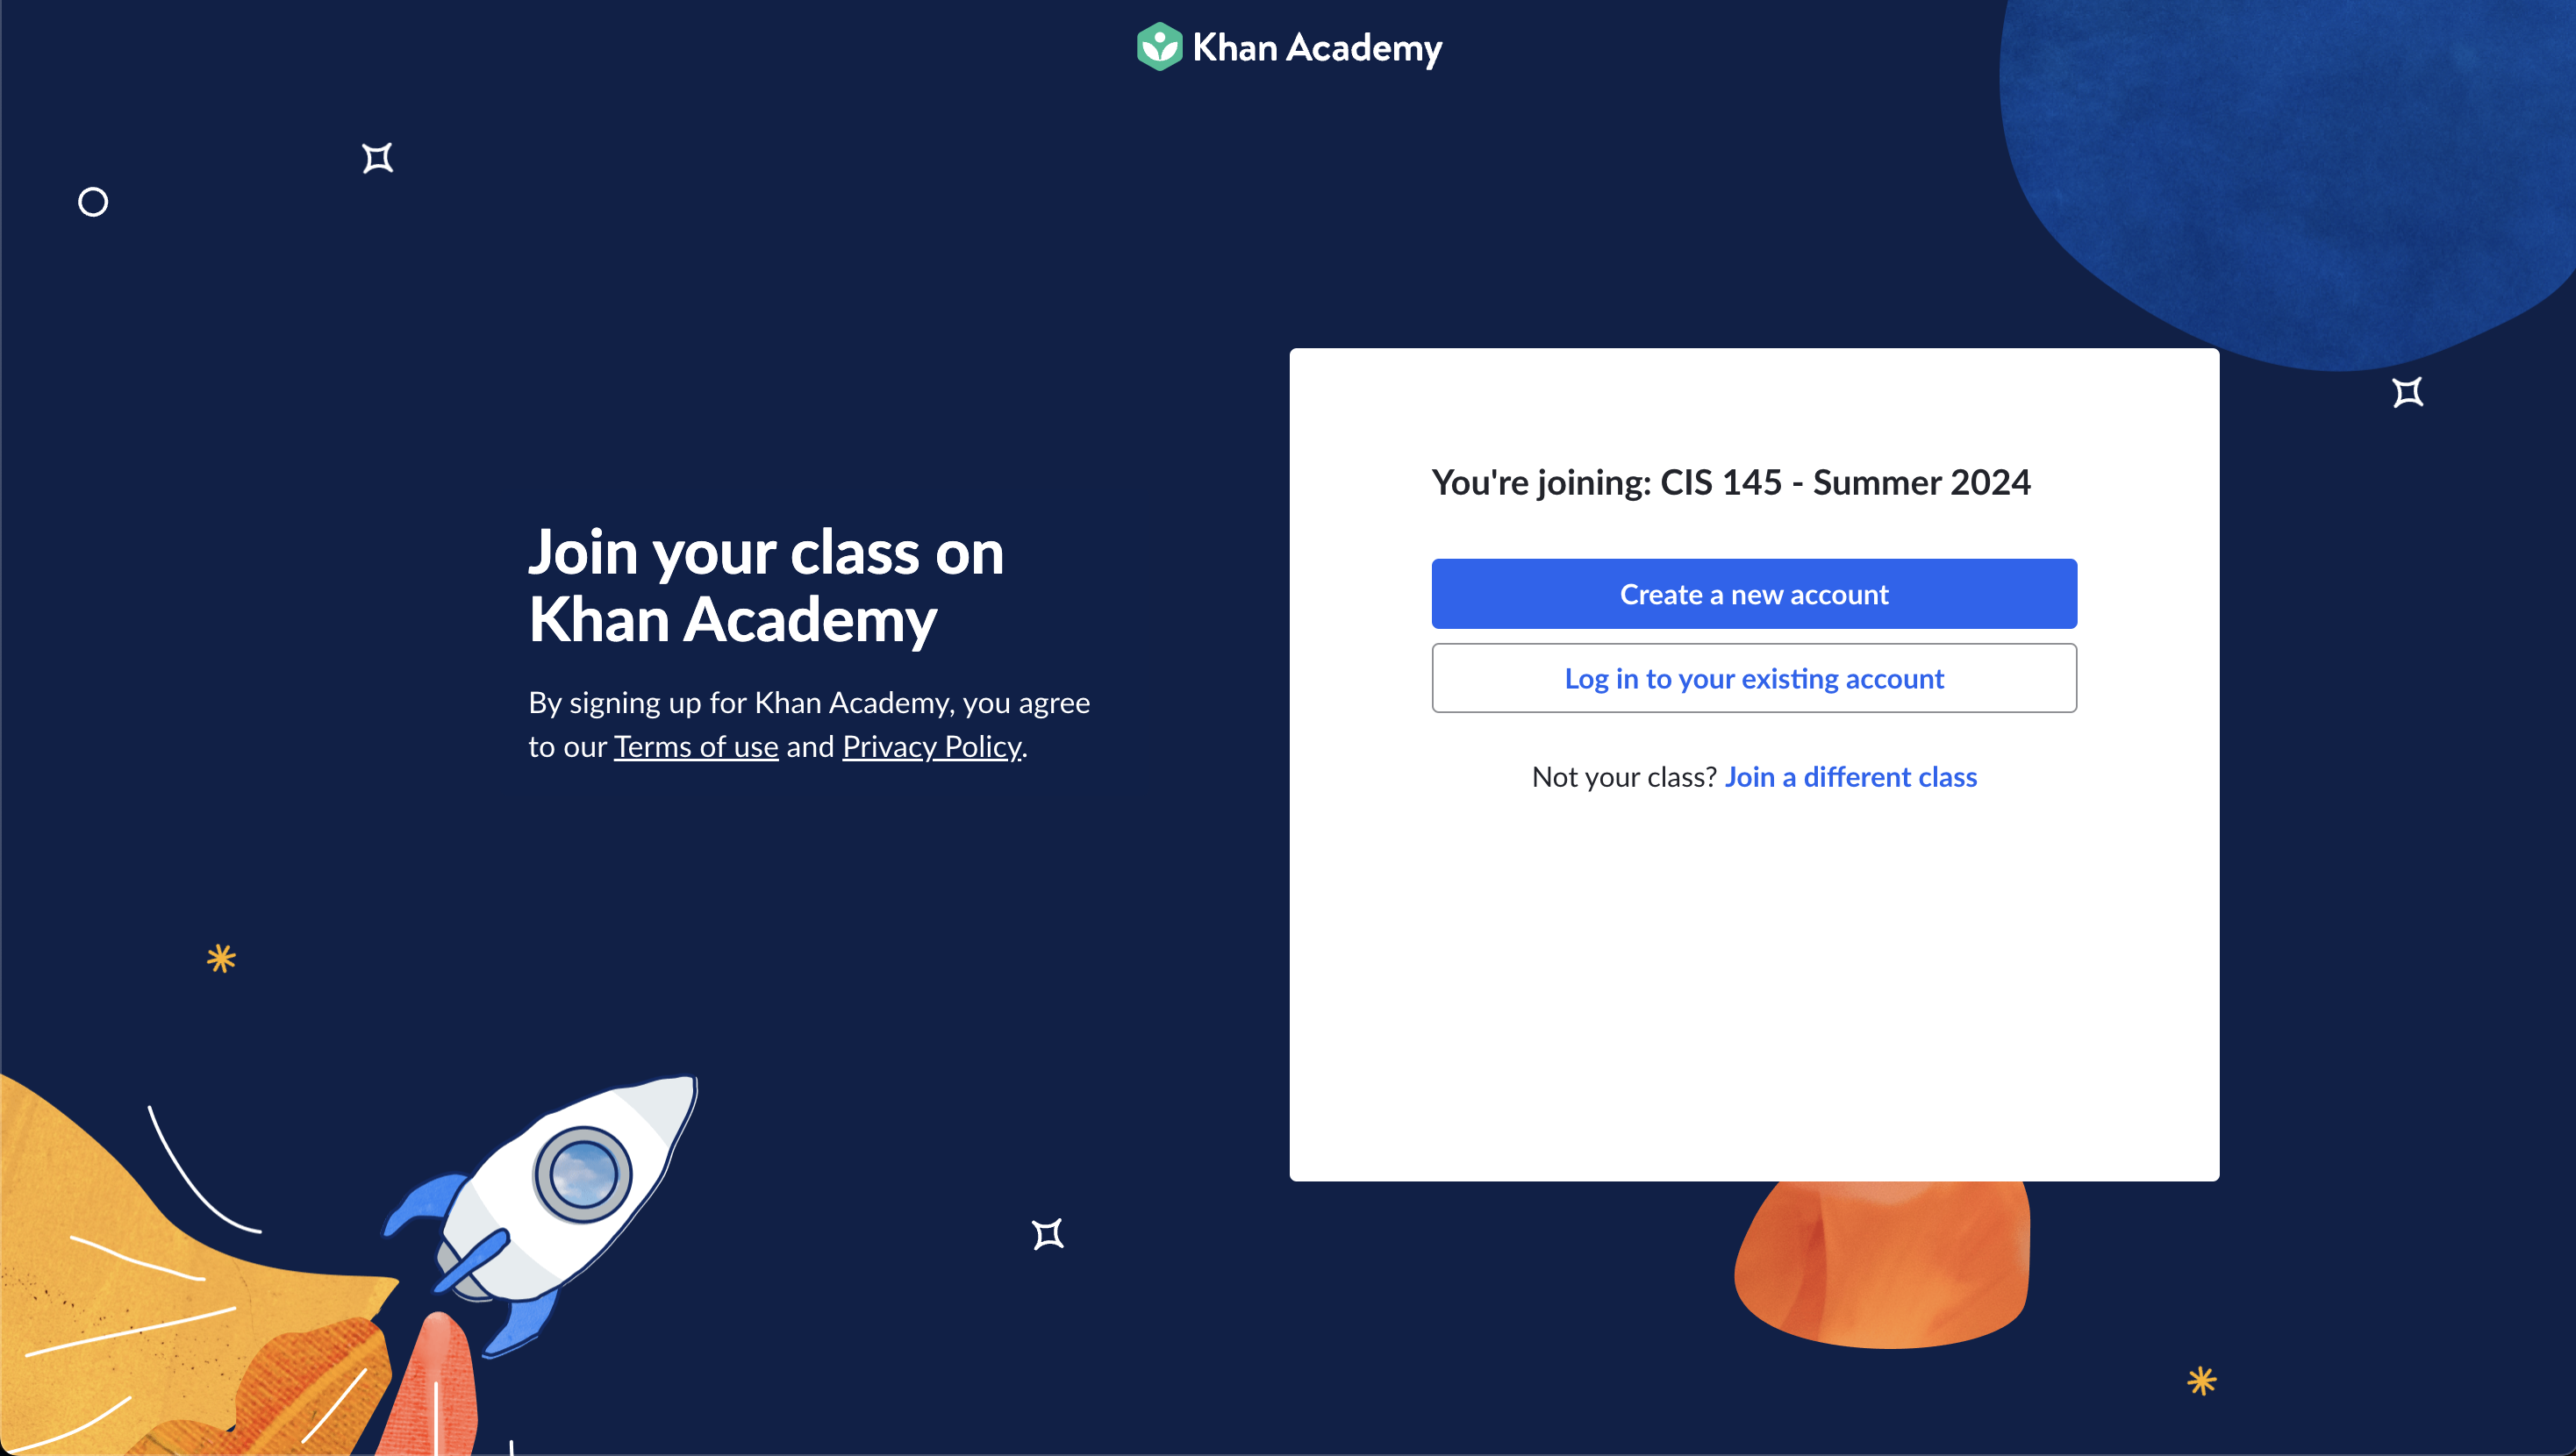 Khan Academy
Join your class on
Khan Academy
By signing up for Khan Academy, you agree
to our Terms of use and Privacy Policy.
You're joining: CIS 145 - Summer 2024
Create a new account
Log in to your existing account
Not your class? Join a different class